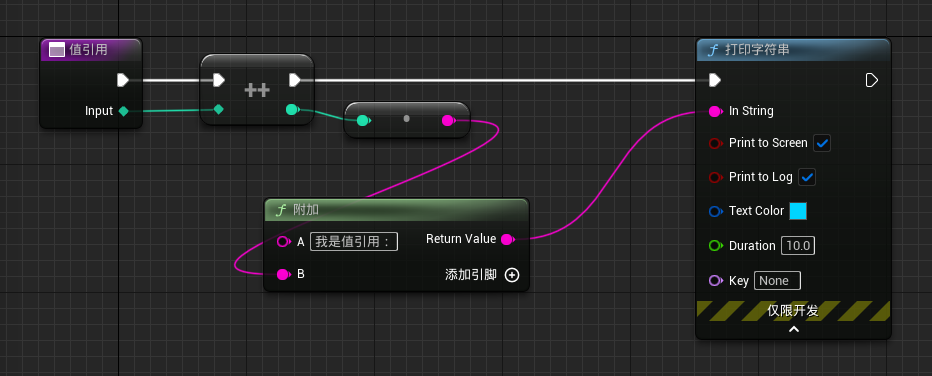 值引用
Input
++
f 打印字符串
In String
Print to Screen
Print to Log
Text Color
Duration 10.0
Key None
仅限开发
f 附加
A 我是值引用： Return Value
B 添加引脚